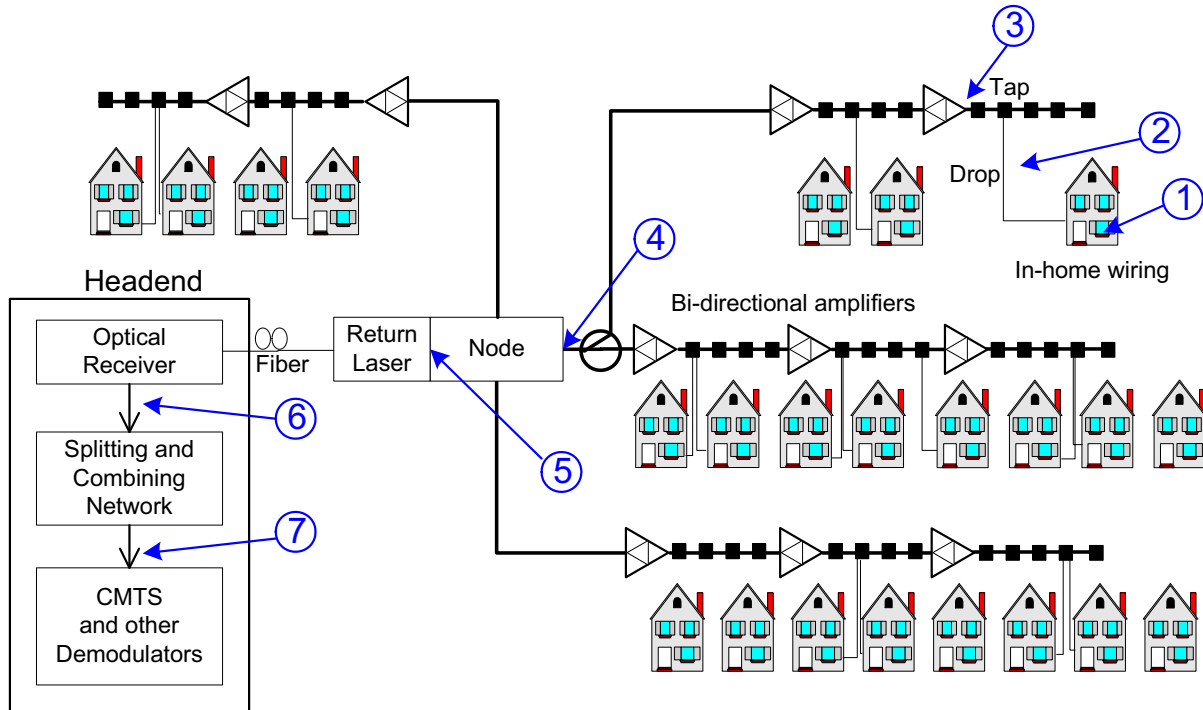 3
Tap
2
Drop
1
In-home wiring
4
Headend
Bi-directional amplifiers
Optical
Receiver
Fiber
Return
Laser
Node
6
5
Splitting and
Combining
Network
7
CMTS
and other
Demodulators